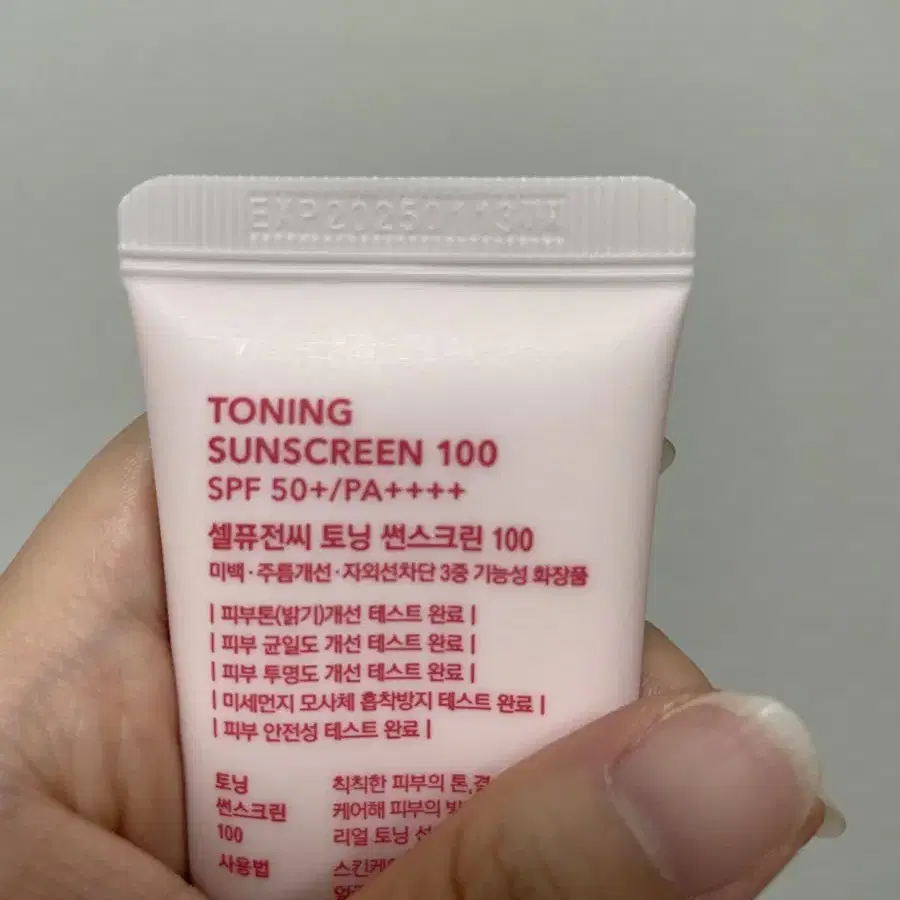 EXP20250113
TONING
SUNSCREEN 100
SPF 50+/PA++++
셀퓨전씨 토닝 썬스크린 100
미백·주름개선·자외선차단 3중 기능성 화장품
| 피부톤(밝기)개선 테스트 완료 |
| 피부 균일도 개선 테스트 완료 |
| 피부 투명도 개선 테스트 완료 |
| 미세먼지 모사체 흡착방지 테스트 완료 |
| 피부 안전성 테스트 완료 |
토닝 칙칙한 피부의 톤,결
썬스크린 케어해 피부의
100 리얼 토닝
사용법